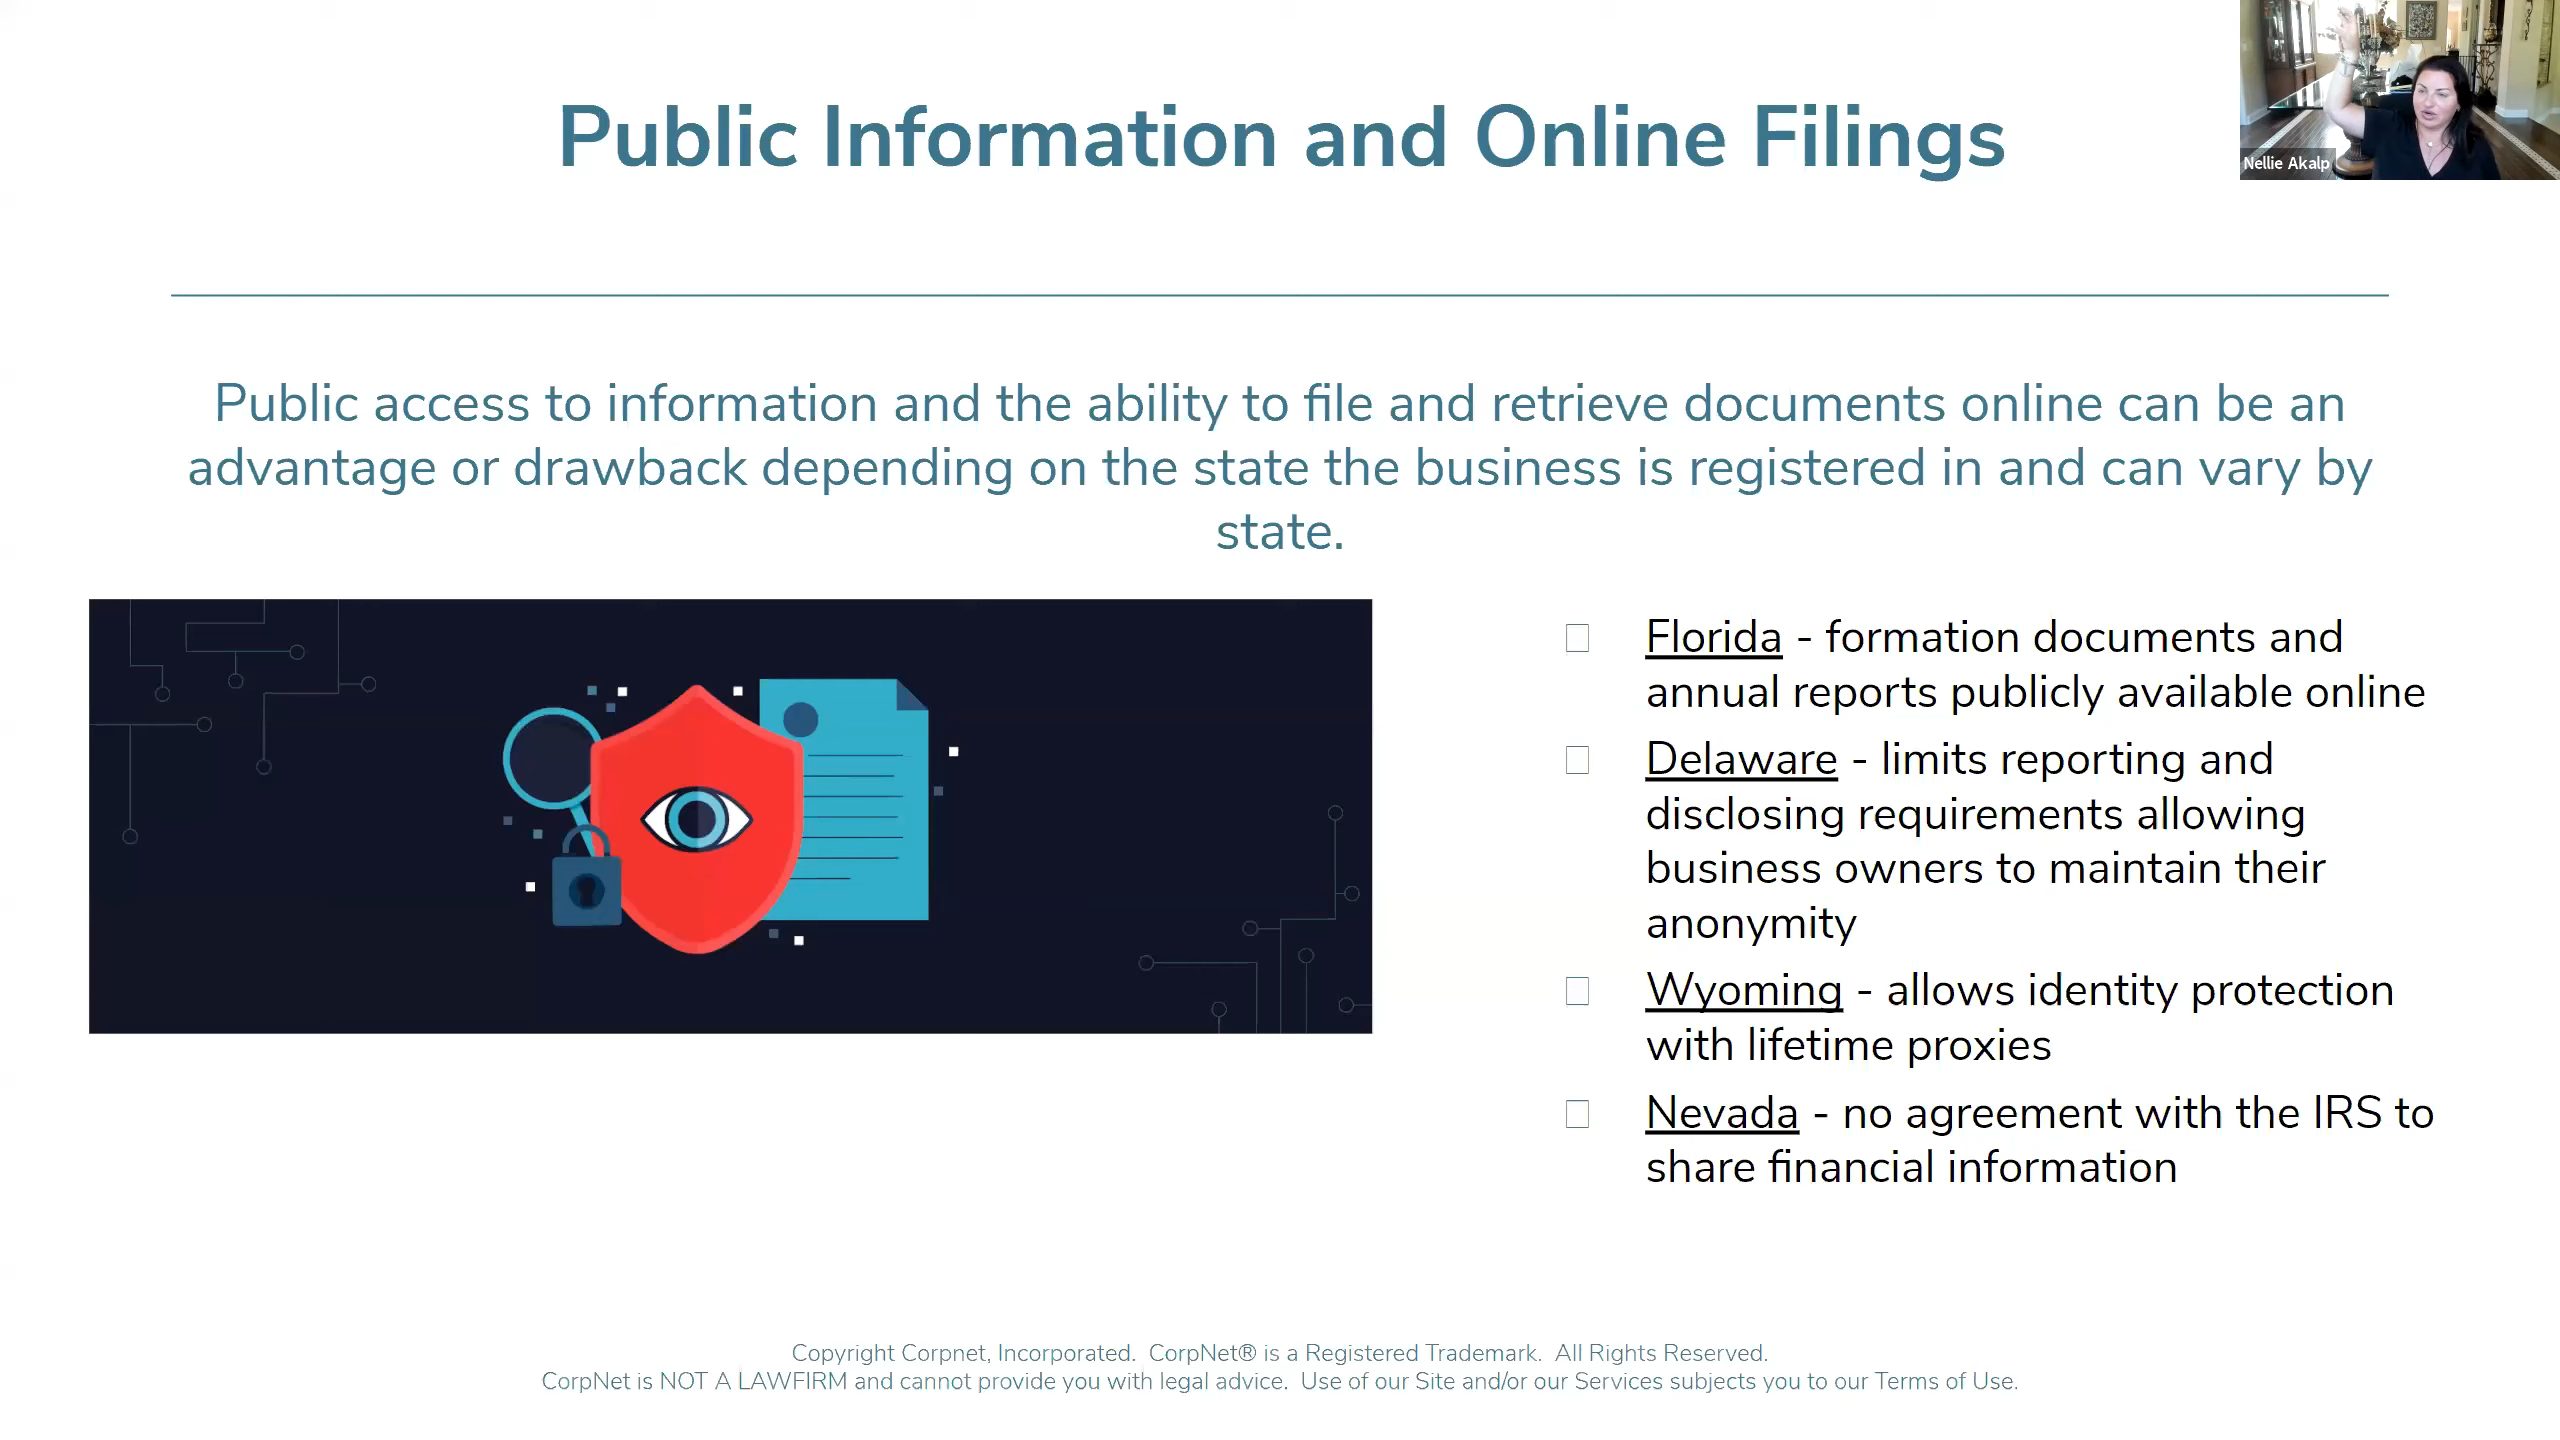 Public Information and Online Filings
Nellie Akalp
Public access to information and the ability to file and retrieve documents online can be an
advantage or drawback depending on the state the business is registered in and can vary by
state.
Florida - formation documents and
annual reports publicly available online
Delaware - limits reporting and
disclosing requirements allowing
business owners to maintain their
anonymity
Wyoming - allows identity protection
with lifetime proxies
Nevada - no agreement with the IRS to
share financial information
Copyright Corpnet, Incorporated.  CorpNet® is a Registered Trademark.  All Rights Reserved.
CorpNet is NOT A LAWFIRM and cannot provide you with legal advice.  Use of our Site and/or our Services subjects you to our Terms of Use.